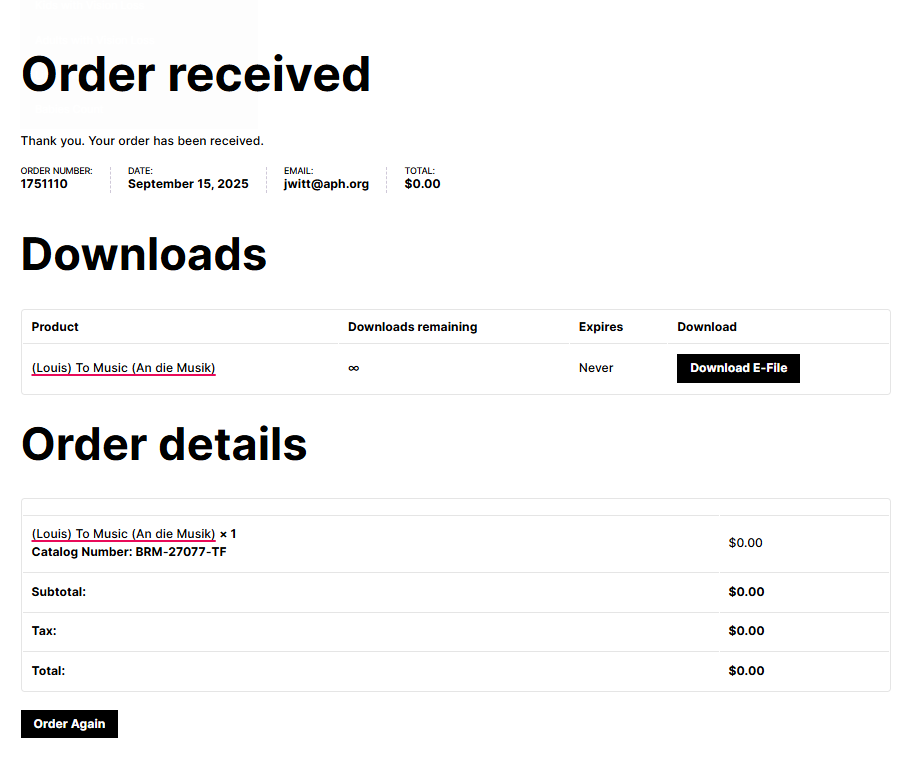 Order received
Thank you. Your order has been received.
ORDER NUMBER: DATE: EMAIL: TOTAL:
1751110 September 15, 2025 jwitt@aph.org $0.00
Downloads
Product Downloads remaining Expires Download
(Louis) To Music (An die Musik) ∞ Never Download E-File
Order details
(Louis) To Music (An die Musik) × 1
Catalog Number: BRM-27077-TF $0.00
Subtotal: $0.00
Tax: $0.00
Total: $0.00
Order Again